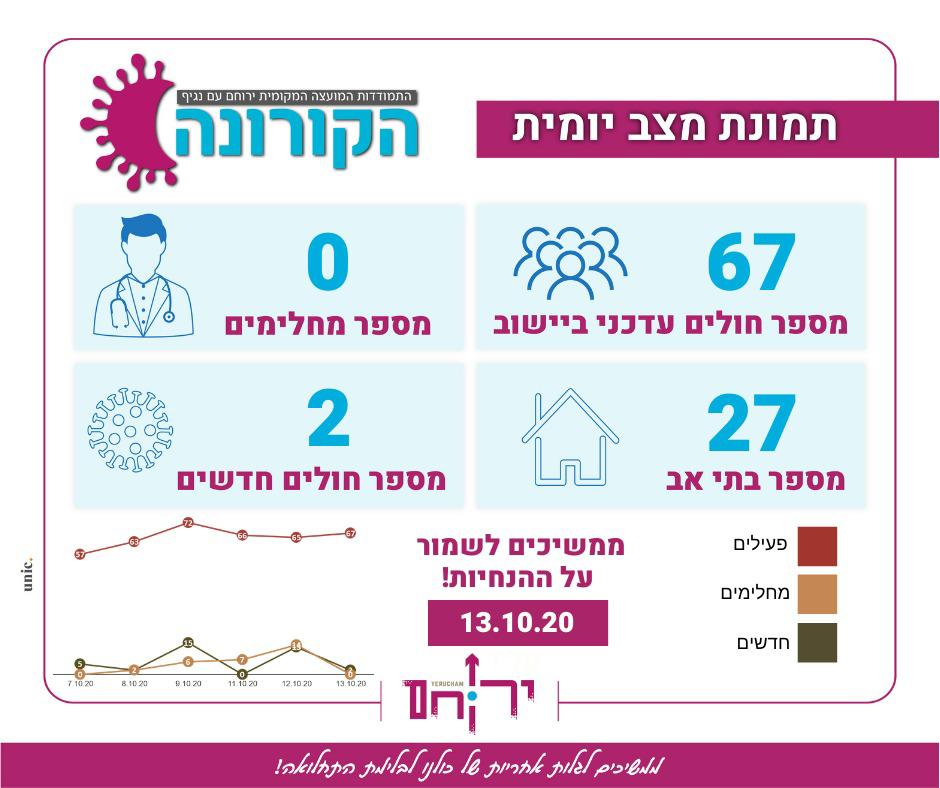 התמודדות המועצה המקומית ירוחם עם נגיף
הקורונה
תמונת מצב יומית
67
מספר חולים עדכני ביישוב
0
מספר מחלימים
27
מספר בתי אב
2
מספר חולים חדשים
פעילים
מחלימים
חדשים
ממשיכים לשמור
על ההנחיות!
13.10.20
57 63 72 66 65 67
5 2 15 0 14 2
0 2 6 7 0
7.10.20 8.10.20 9.10.20 11.10.20 12.10.20 13.10.20
unic.
YERUCHAM
ירוחם
ממשיכים לגלות אחריות של כולנו לבלימת התחלואה!